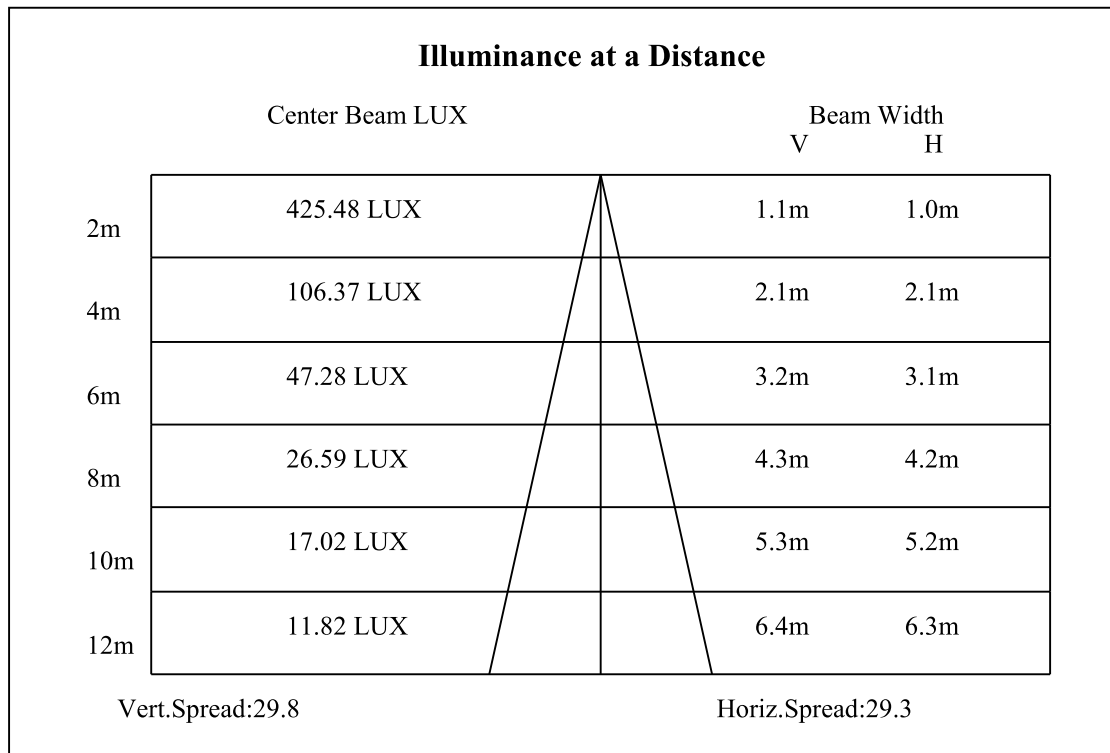 Illuminance at a Distance
Center Beam LUX Beam Width
V H
2m 425.48 LUX 1.1m 1.0m
4m 106.37 LUX 2.1m 2.1m
6m 47.28 LUX 3.2m 3.1m
8m 26.59 LUX 4.3m 4.2m
10m 17.02 LUX 5.3m 5.2m
12m 11.82 LUX 6.4m 6.3m
Vert.Spread:29.8 Horiz.Spread:29.3